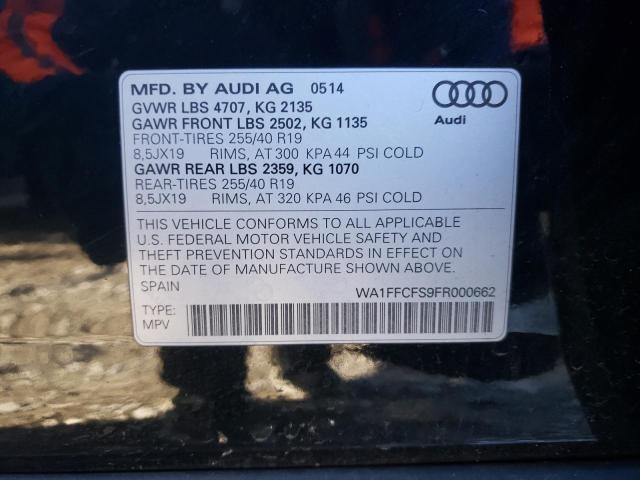 MFD. BY AUDI AG 0514
GVWR LBS 4707, KG 2135
GAWR FRONT LBS 2502, KG 1135
FRONT-TIRES 255/40 R19
8,5JX19 RIMS, AT 300 KPA 44 PSI COLD
GAWR REAR LBS 2359, KG 1070
REAR-TIRES 255/40 R19
8,5JX19 RIMS, AT 320 KPA 46 PSI COLD
Audi
THIS VEHICLE CONFORMS TO ALL APPLICABLE
U.S. FEDERAL MOTOR VEHICLE SAFETY AND
THEFT PREVENTION STANDARDS IN EFFECT ON
THE DATE OF MANUFACTURE SHOWN ABOVE.
SPAIN WA1FFCFS9FR000662
TYPE:
MPV